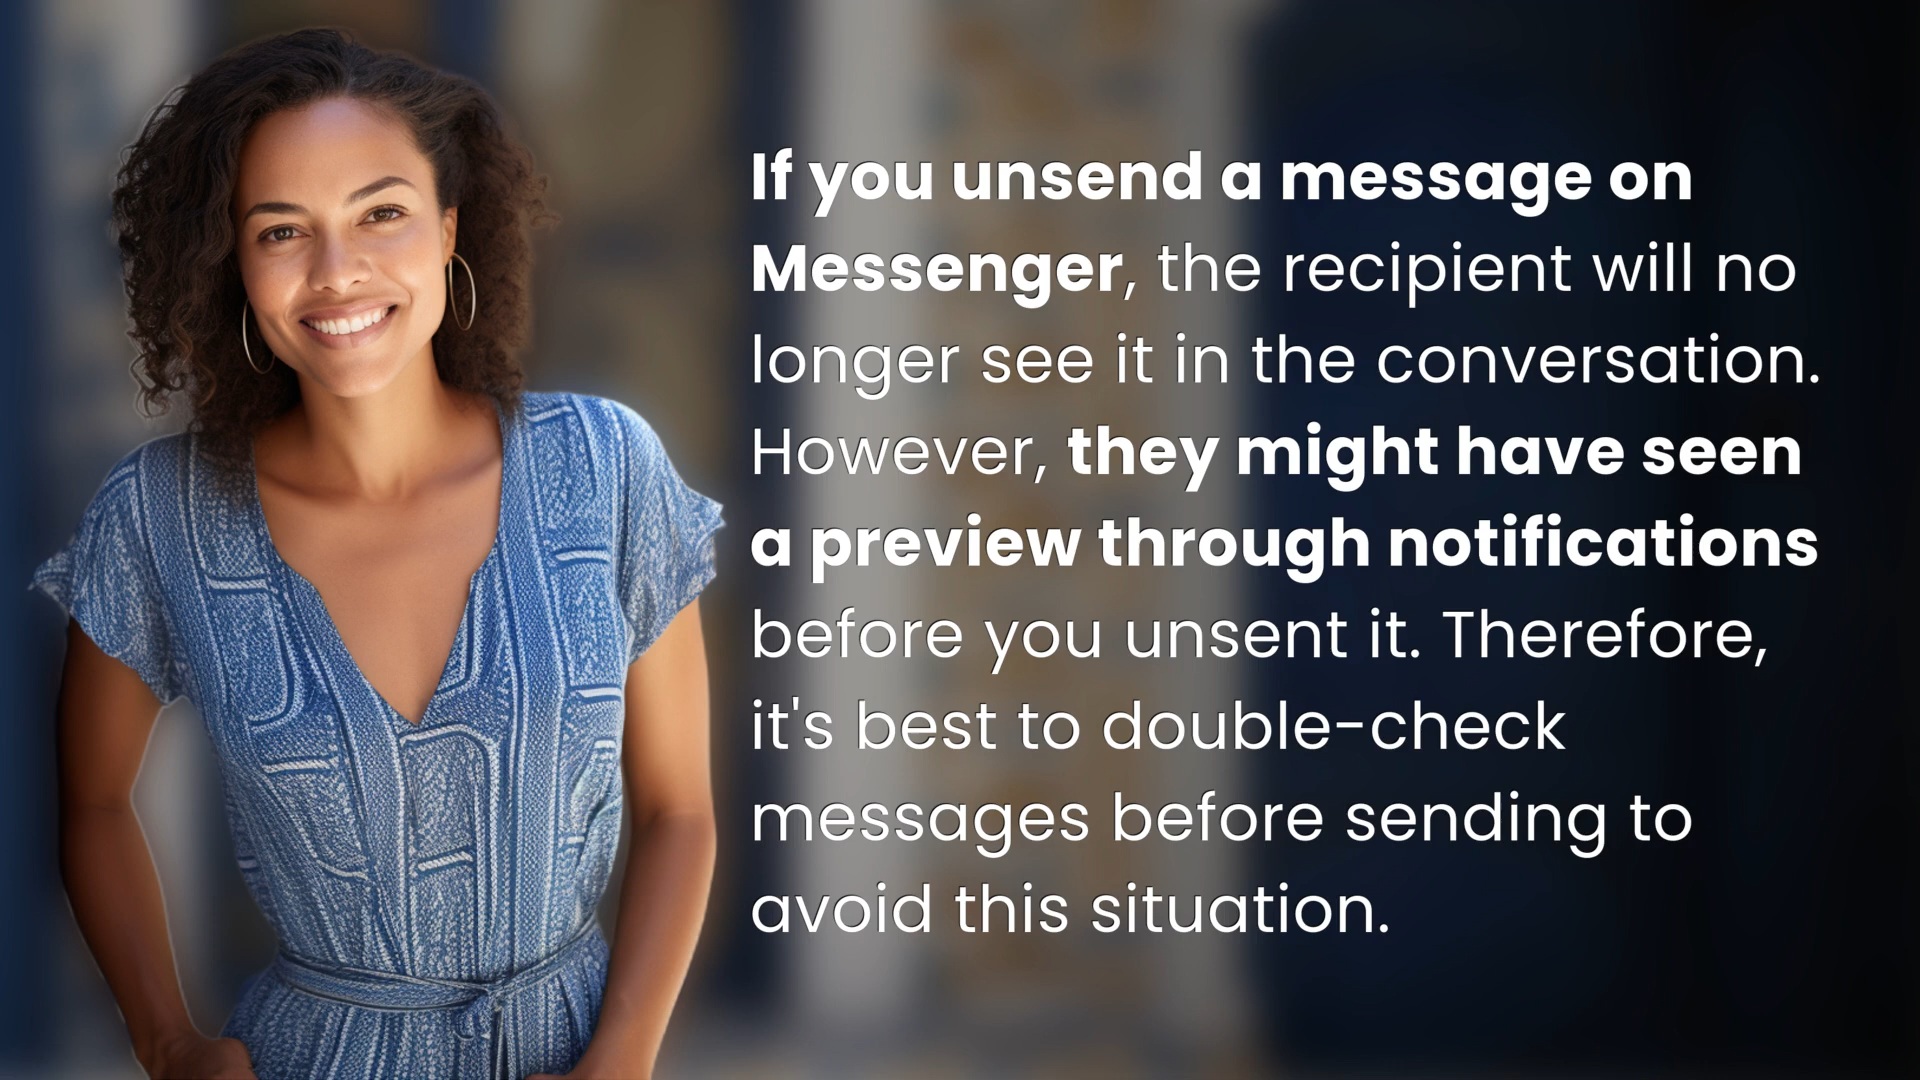 If you unsend a message on
Messenger, the recipient will no
longer see it in the conversation.
However, they might have seen
a preview through notifications
before you unsent it. Therefore,
it's best to double-check
messages before sending to
avoid this situation.